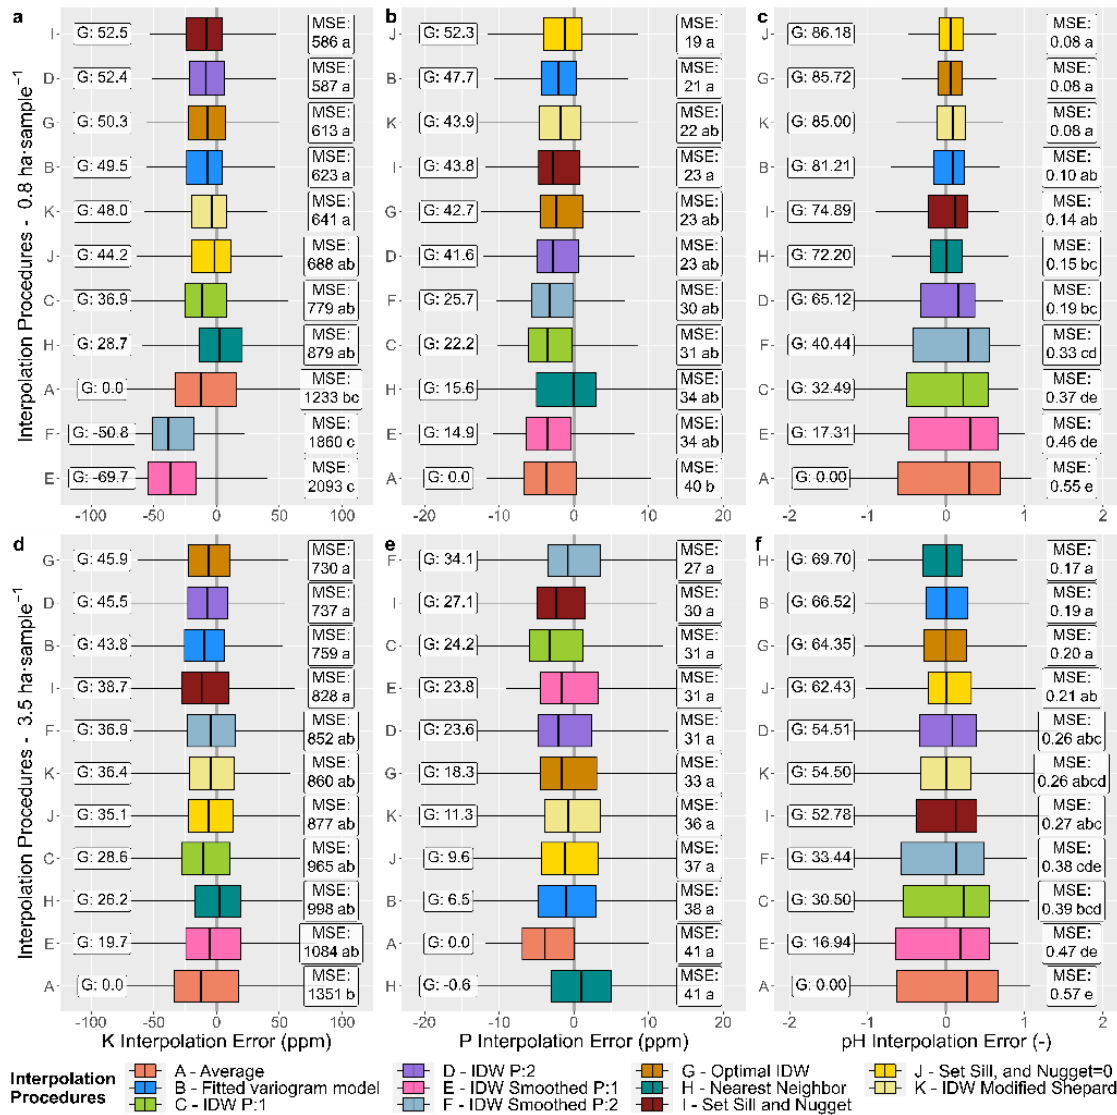 a
b
c
Interpolation Procedures - 0.8 ha·sample⁻¹
I G: 52.5 MSE: 586 a
D G: 52.4 MSE: 587 a
G G: 50.3 MSE: 613 a
B G: 49.5 MSE: 623 a
K G: 48.0 MSE: 641 a
J G: 44.2 MSE: 688 ab
C G: 36.9 MSE: 779 ab
H G: 28.7 MSE: 879 ab
A G: 0.0 MSE: 1233 bc
F G: -50.8 MSE: 1860 c
E G: -69.7 MSE: 2093 c
-100 -50 0 50 100
J G: 52.3 MSE: 19 a
B G: 47.7 MSE: 21 a
K G: 43.9 MSE: 22 ab
I G: 43.8 MSE: 23 a
G G: 42.7 MSE: 23 ab
D G: 41.6 MSE: 23 ab
F G: 25.7 MSE: 30 ab
C G: 22.2 MSE: 31 ab
H G: 15.6 MSE: 34 ab
E G: 14.9 MSE: 34 ab
A G: 0.0 MSE: 40 b
-20 -10 0 10 20
J G: 86.18 MSE: 0.08 a
G G: 85.72 MSE: 0.08 a
K G: 85.00 MSE: 0.08 a
B G: 81.21 MSE: 0.10 ab
I G: 74.89 MSE: 0.14 ab
H G: 72.20 MSE: 0.15 bc
D G: 65.12 MSE: 0.19 bc
F G: 40.44 MSE: 0.33 cd
C G: 32.49 MSE: 0.37 de
E G: 17.31 MSE: 0.46 de
A G: 0.00 MSE: 0.55 e
-2 -1 0 1 2
d
e
f
Interpolation Procedures - 3.5 ha·sample⁻¹
G G: 45.9 MSE: 730 a
D G: 45.5 MSE: 737 a
B G: 43.8 MSE: 759 a
I G: 38.7 MSE: 828 a
F G: 36.9 MSE: 852 ab
K G: 36.4 MSE: 860 ab
J G: 35.1 MSE: 877 ab
C G: 28.6 MSE: 965 ab
H G: 26.2 MSE: 998 ab
E G: 19.7 MSE: 1084 ab
A G: 0.0 MSE: 1351 b
-100 -50 0 50 100
K Interpolation Error (ppm)
F G: 34.1 MSE: 27 a
I G: 27.1 MSE: 30 a
C G: 24.2 MSE: 31 a
E G: 23.8 MSE: 31 a
D G: 23.6 MSE: 31 a
G G: 18.3 MSE: 33 a
K G: 11.3 MSE: 36 a
J G: 9.6 MSE: 37 a
B G: 6.5 MSE: 38 a
A G: 0.0 MSE: 41 a
H G: -0.6 MSE: 41 a
-20 -10 0 10 20
P Interpolation Error (ppm)
H G: 69.70 MSE: 0.17 a
B G: 66.52 MSE: 0.19 a
G G: 64.35 MSE: 0.20 a
J G: 62.43 MSE: 0.21 ab
D G: 54.51 MSE: 0.26 abc
K G: 54.50 MSE: 0.26 abcd
I G: 52.78 MSE: 0.27 abc
F G: 33.44 MSE: 0.38 cde
C G: 30.50 MSE: 0.39 bcd
E G: 16.94 MSE: 0.47 de
A G: 0.00 MSE: 0.57 e
-2 -1 0 1 2
pH Interpolation Error (-)
Interpolation
Procedures
A - Average
B - Fitted variogram model
C - IDW P:1
D - IDW P:2
E - IDW Smoothed P:1
F - IDW Smoothed P:2
G - Optimal IDW
H - Nearest Neighbor
I - Set Sill and Nugget
J - Set Sill, and Nugget=0
K - IDW Modified Shepard